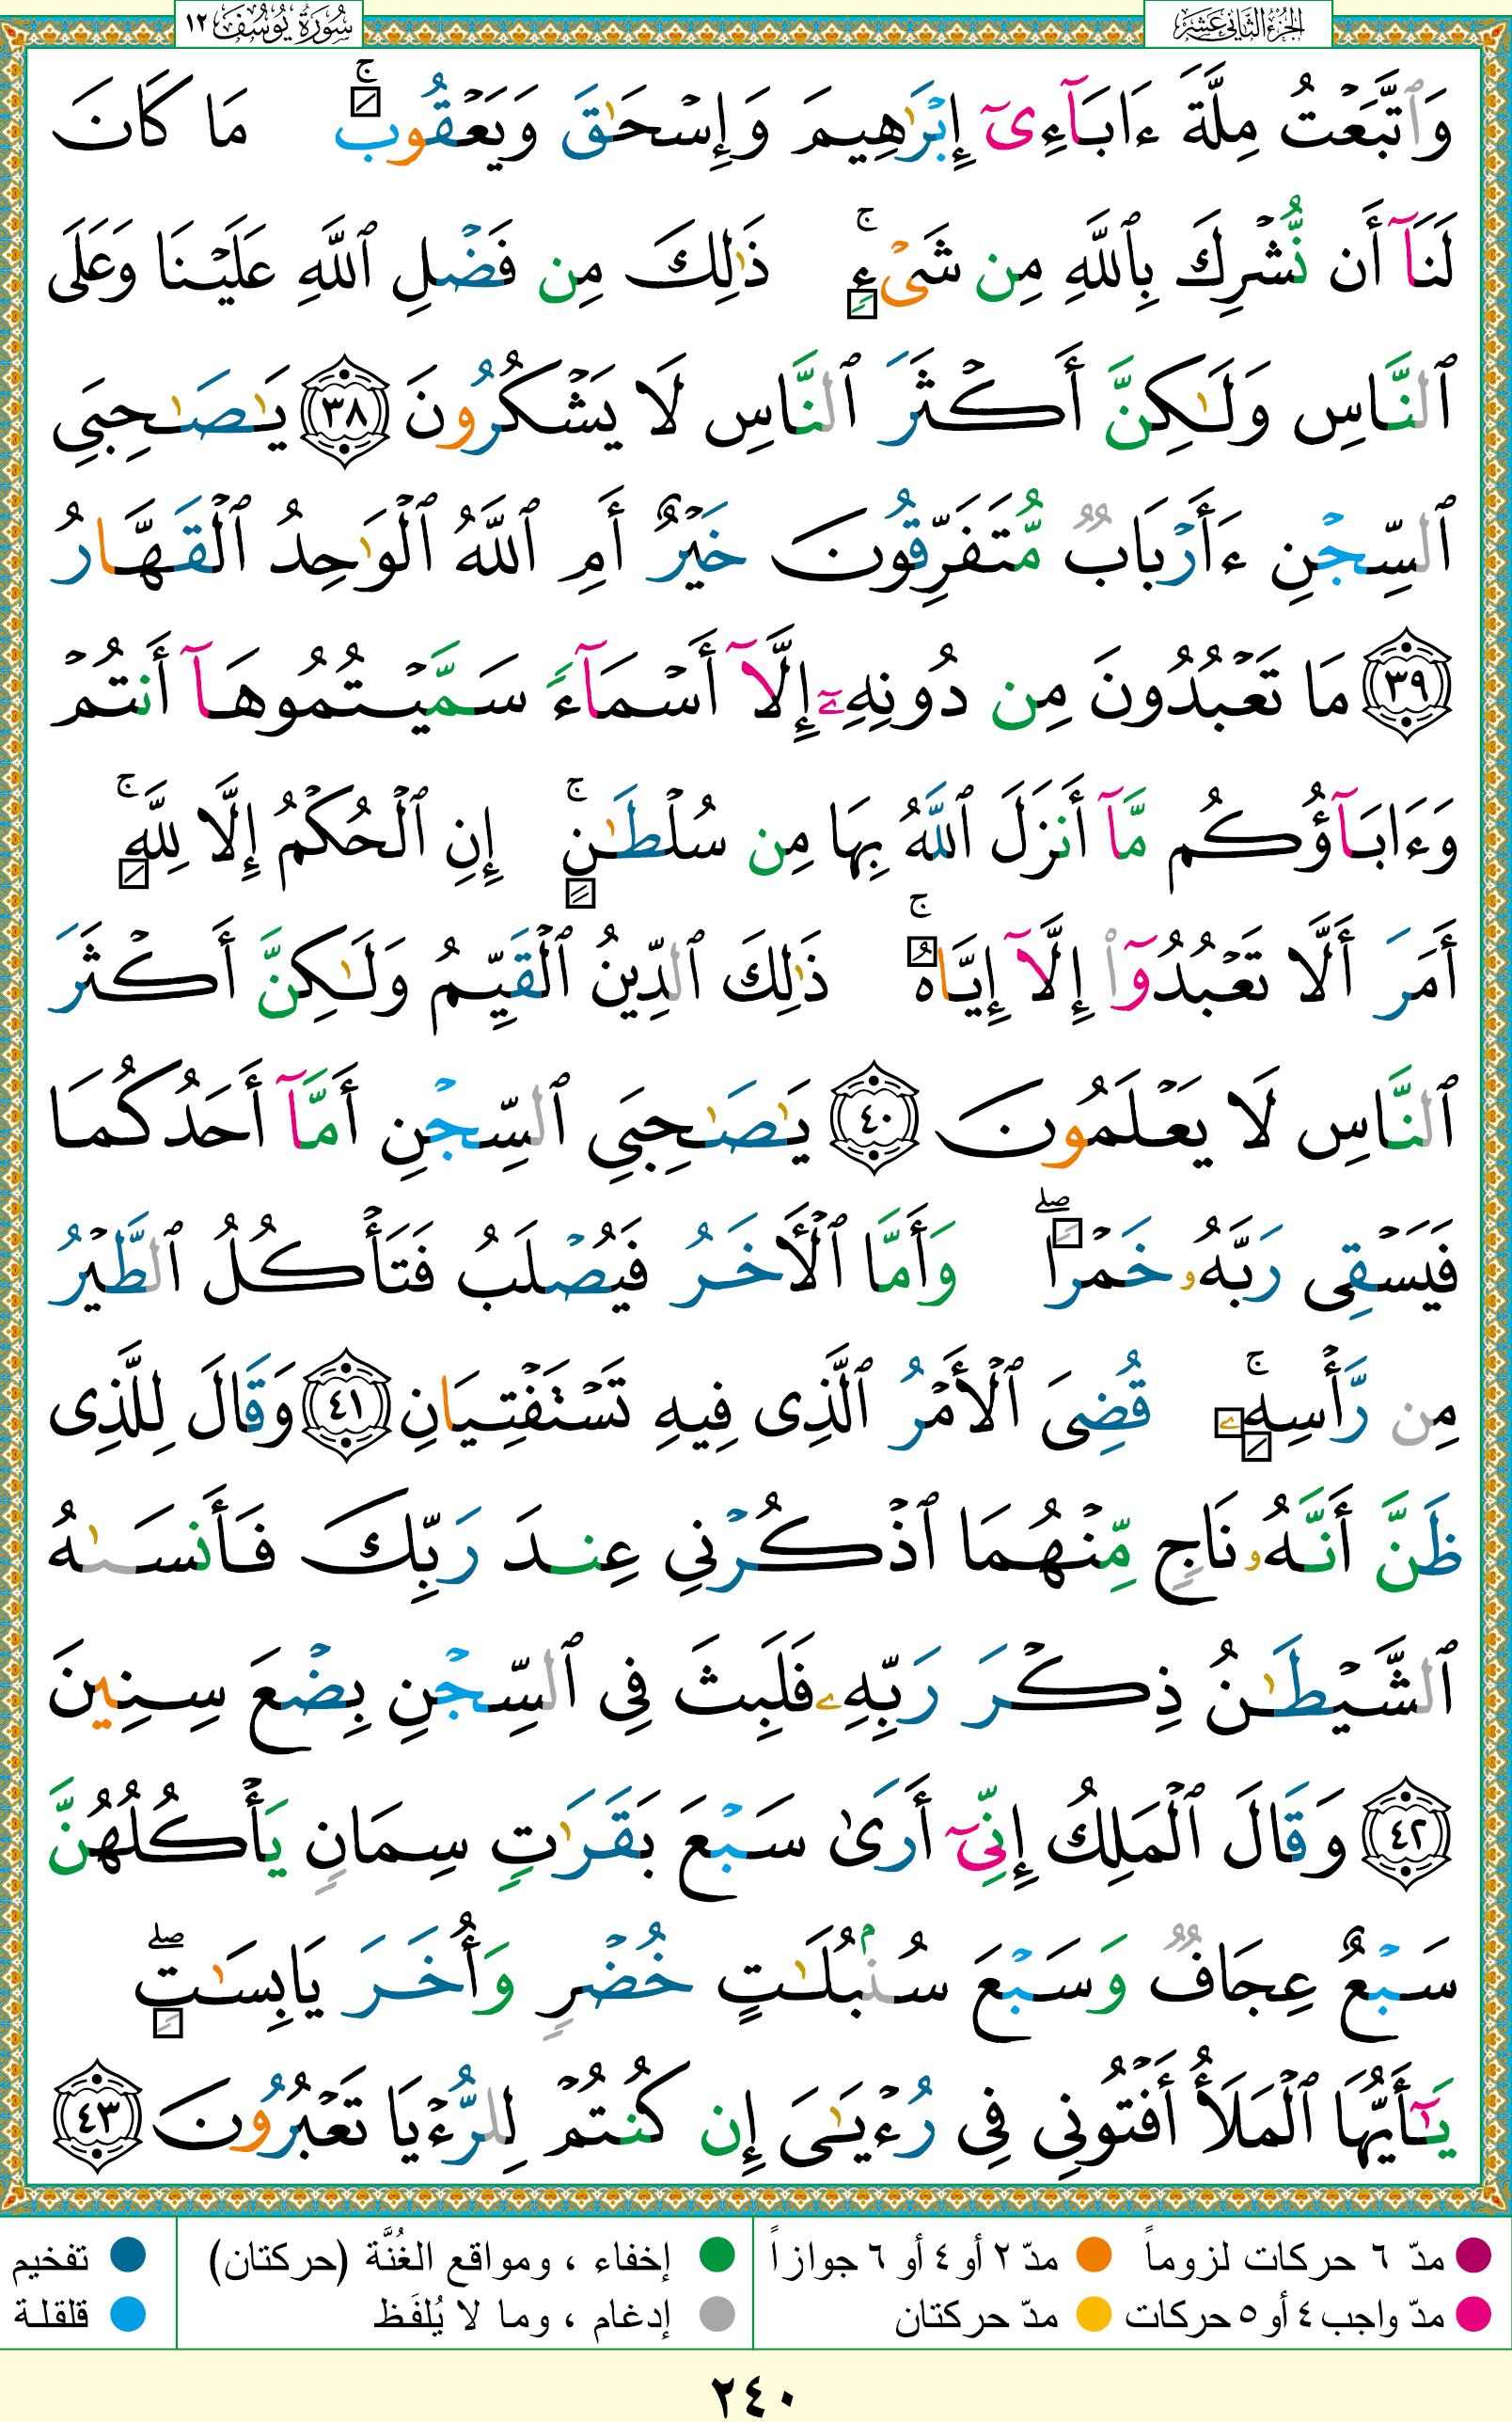 الجزء الثاني عشر
سورة يوسف ١٢
وَٱتَّبَعۡتُ مِلَّةَ ءَابَآءِىٓ إِبۡرَٰهِيمَ وَإِسۡحَٰقَ وَيَعۡقُوبَۚ مَا كَانَ
لَنَآ أَن نُّشۡرِكَ بِٱللَّهِ مِن شَىۡءٍۚ ذَٰلِكَ مِن فَضۡلِ ٱللَّهِ عَلَيۡنَا وَعَلَى
ٱلنَّاسِ وَلَٰكِنَّ أَكۡثَرَ ٱلنَّاسِ لَا يَشۡكُرُونَ ٣٨ يَٰصَٰحِبَىِ
ٱلسِّجۡنِ ءَأَرۡبَابٌ مُّتَفَرِّقُونَ خَيۡرٌ أَمِ ٱللَّهُ ٱلۡوَٰحِدُ ٱلۡقَهَّارُ
٣٩ مَا تَعۡبُدُونَ مِن دُونِهِۦٓ إِلَّآ أَسۡمَآءً سَمَّيۡتُمُوهَآ أَنتُمۡ
وَءَابَآؤُكُم مَّآ أَنزَلَ ٱللَّهُ بِهَا مِن سُلۡطَٰنٍۚ إِنِ ٱلۡحُكۡمُ إِلَّا لِلَّهِۚ
أَمَرَ أَلَّا تَعۡبُدُوٓاْ إِلَّآ إِيَّاهُۚ ذَٰلِكَ ٱلدِّينُ ٱلۡقَيِّمُ وَلَٰكِنَّ أَكۡثَرَ
ٱلنَّاسِ لَا يَعۡلَمُونَ ٤٠ يَٰصَٰحِبَىِ ٱلسِّجۡنِ أَمَّآ أَحَدُكُمَا
فَيَسۡقِى رَبَّهُۥ خَمۡرًاۖ وَأَمَّا ٱلۡأَخَرُ فَيُصۡلَبُ فَتَأۡكُلُ ٱلطَّيۡرُ
مِن رَّأۡسِهِۦۚ قُضِىَ ٱلۡأَمۡرُ ٱلَّذِى فِيهِ تَسۡتَفۡتِيَانِ ٤١ وَقَالَ لِلَّذِى
ظَنَّ أَنَّهُۥ نَاجٍ مِّنۡهُمَا ٱذۡكُرۡنِى عِندَ رَبِّكَ فَأَنسَىٰهُ
ٱلشَّيۡطَٰنُ ذِكۡرَ رَبِّهِۦ فَلَبِثَ فِى ٱلسِّجۡنِ بِضۡعَ سِنِينَ
٤٢ وَقَالَ ٱلۡمَلِكُ إِنِّىٓ أَرَىٰ سَبۡعَ بَقَرَٰتٍ سِمَانٍ يَأۡكُلُهُنَّ
سَبۡعٌ عِجَافٌ وَسَبۡعَ سُنۢبُلَٰتٍ خُضۡرٍ وَأُخَرَ يَابِسَٰتٍۖ
يَٰٓأَيُّهَا ٱلۡمَلَأُ أَفۡتُونِى فِى رُءۡيَٰىَ إِن كُنتُمۡ لِلرُّءۡيَا تَعۡبُرُونَ ٤٣
مدّ ٦ حركات لزوماً مدّ ٢ أو ٤ أو ٦ جوازاً إخفاء ، ومواقع الغُنَّة (حركتان) تفخيم
مدّ واجب ٤ أو ٥ حركات مدّ حركتان إدغام ، وما لا يُلفَظ قلقلة
٢٤٠